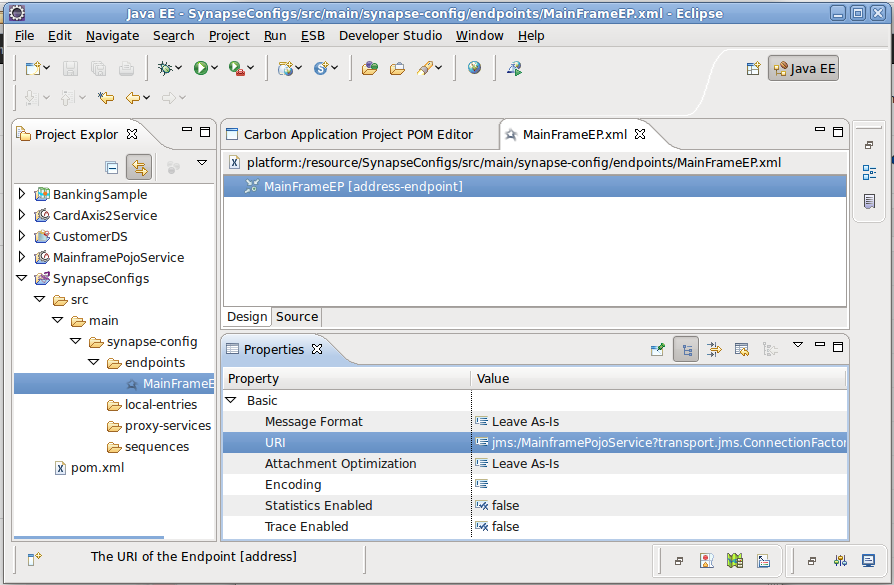 Java EE - SynapseConfigs/src/main/synapse-config/endpoints/MainFrameEP.xml - Eclipse
File Edit Navigate Search Project Run ESB Developer Studio Window Help
Java EE
Project Explor
Carbon Application Project POM Editor
MainFrameEP.xml
platform:/resource/SynapseConfigs/src/main/synapse-config/endpoints/MainFrameEP.xml
MainFrameEP [address-endpoint]
BankingSample
CardAxis2Service
CustomerDS
MainframePojoService
SynapseConfigs
src
main
synapse-config
endpoints
MainFrameE
local-entries
proxy-services
sequences
pom.xml
Design Source
Properties
Property Value
Basic
Message Format Leave As-Is
URI jms:/MainframePojoService?transport.jms.ConnectionFactor
Attachment Optimization Leave As-Is
Encoding
Statistics Enabled false
Trace Enabled false
The URI of the Endpoint [address]